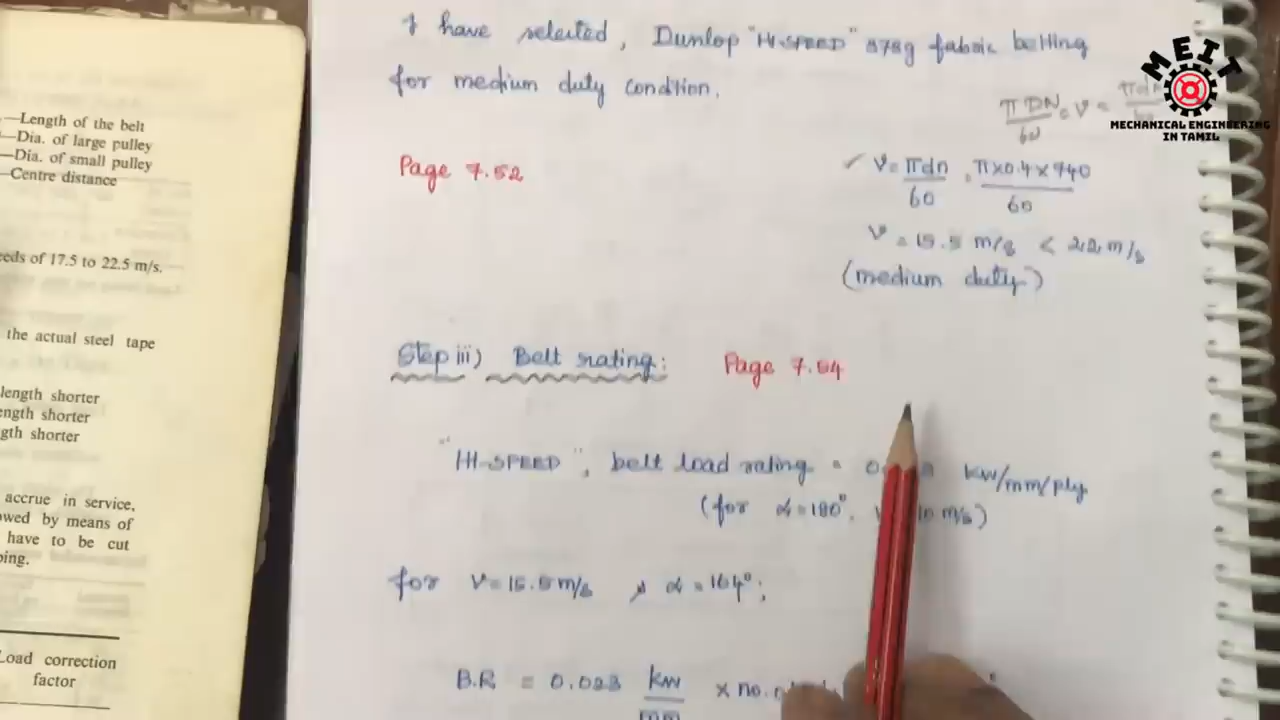 —Length of the belt
—Dia. of large pulley
—Dia. of small pulley
—Centre distance
eeds of 17.5 to 22.5 m/s.
the actual steel tape
length shorter
ength shorter
gth shorter
accrue in service,
owed by means of
have to be cut
ping.
Load correction
factor
I have selected, Dunlop "HI-SPEED" 878g fabric belting
for medium duty condition.
πDN/60 = V =
MEIT
MECHANICAL ENGINEERING
IN TAMIL
Page 7.52
✓ V = πdn/60 = π×0.4×740/60
V = 15.5 m/s < 22 m/s
(medium duty)
Step iii) Belt rating: Page 7.54
"HI-SPEED", belt load rating = kW/mm/ply
(for α=180°, 10 m/s)
for V=15.5 m/s, α=164°;
B.R = 0.023 kW/mm × no.